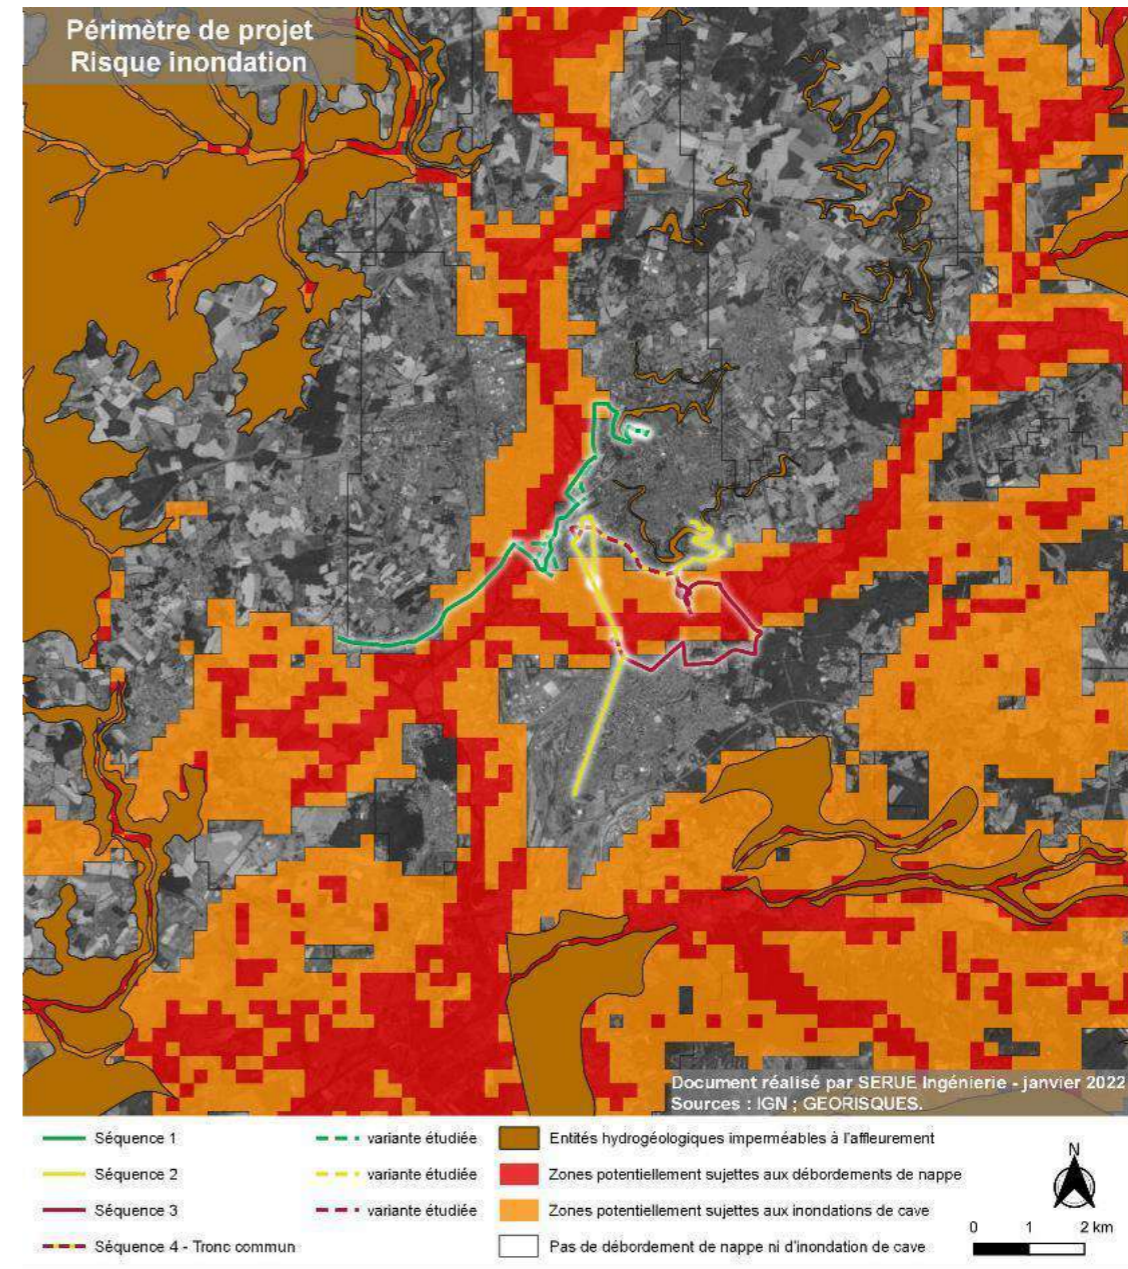 Périmètre de projet
Risque inondation
Document réalisé par SERUE Ingénierie - janvier 2022
Sources : IGN ; GEORISQUES.
Séquence 1
variante étudiée
Entités hydrogéologiques imperméables à l'affleurement
Séquence 2
variante étudiée
Zones potentiellement sujettes aux débordements de nappe
Séquence 3
variante étudiée
Zones potentiellement sujettes aux inondations de cave
Séquence 4 - Tronc commun
Pas de débordement de nappe ni d'inondation de cave
N
0 1 2 km